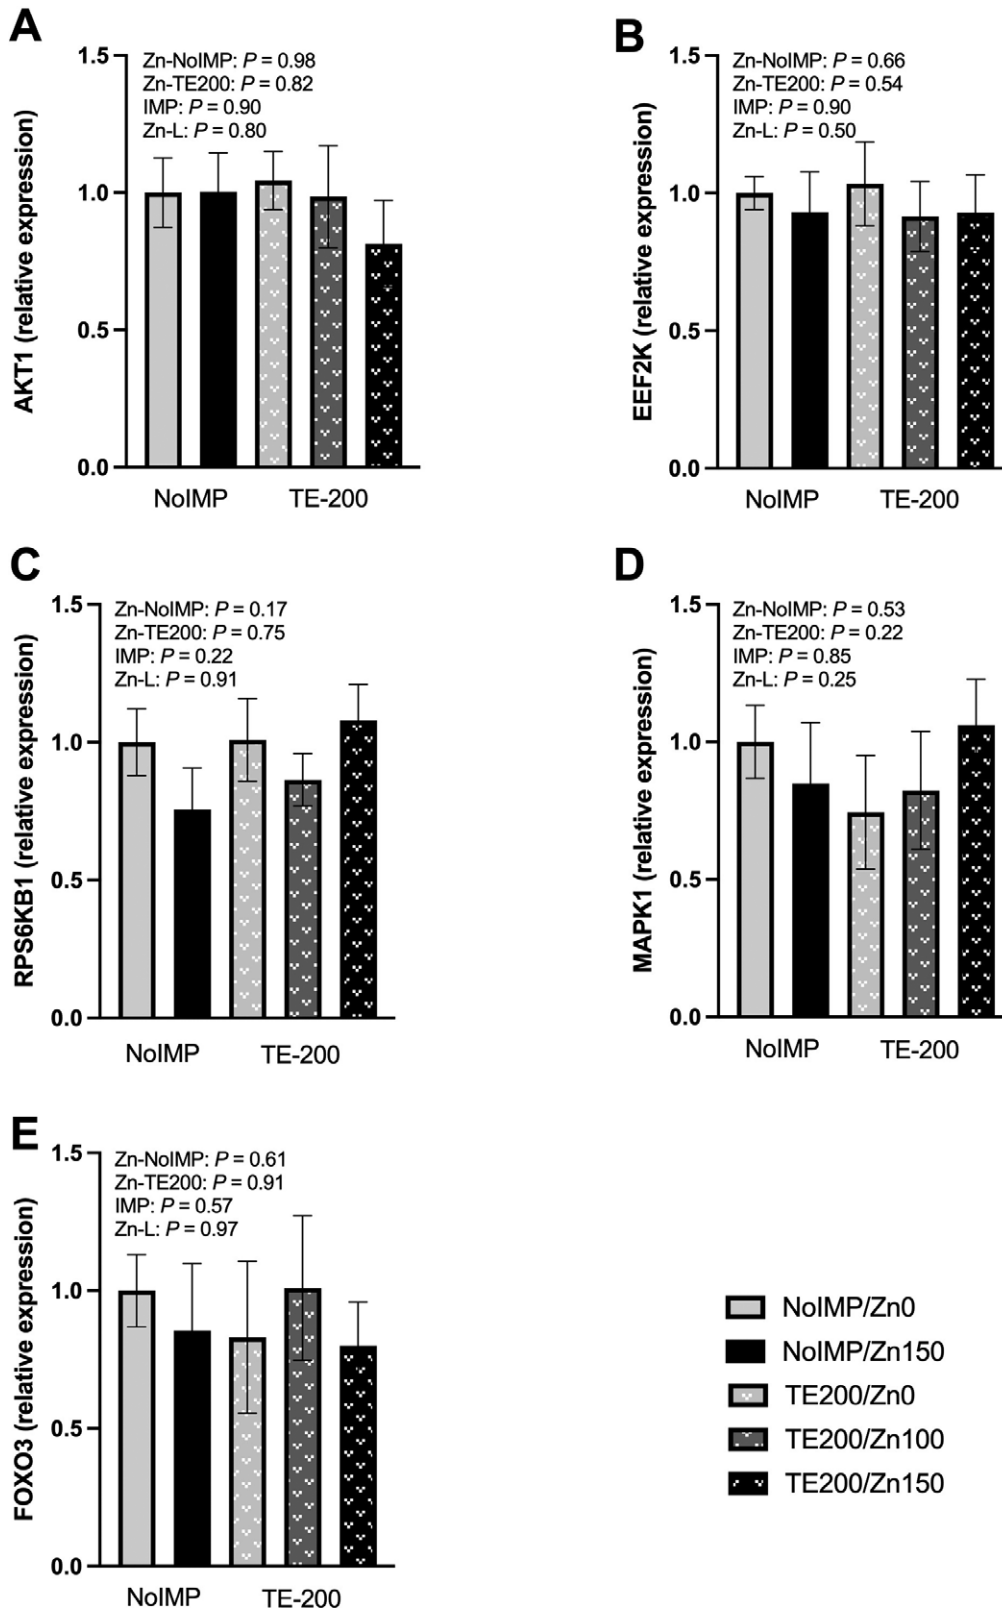 A
Zn-NoIMP: P = 0.98
Zn-TE200: P = 0.82
IMP: P = 0.90
Zn-L: P = 0.80
1.5
1.0
0.5
0.0
AKT1 (relative expression)
NoIMP
TE-200
B
Zn-NoIMP: P = 0.66
Zn-TE200: P = 0.54
IMP: P = 0.90
Zn-L: P = 0.50
1.5
1.0
0.5
0.0
EEF2K (relative expression)
NoIMP
TE-200
C
Zn-NoIMP: P = 0.17
Zn-TE200: P = 0.75
IMP: P = 0.22
Zn-L: P = 0.91
1.5
1.0
0.5
0.0
RPS6KB1 (relative expression)
NoIMP
TE-200
D
Zn-NoIMP: P = 0.53
Zn-TE200: P = 0.22
IMP: P = 0.85
Zn-L: P = 0.25
1.5
1.0
0.5
0.0
MAPK1 (relative expression)
NoIMP
TE-200
E
Zn-NoIMP: P = 0.61
Zn-TE200: P = 0.91
IMP: P = 0.57
Zn-L: P = 0.97
1.5
1.0
0.5
0.0
FOXO3 (relative expression)
NoIMP
TE-200
NoIMP/Zn0
NoIMP/Zn150
TE200/Zn0
TE200/Zn100
TE200/Zn150